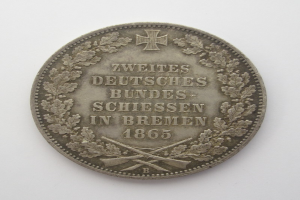 ZWEITES
DEUTSCHES
BUNDES-
SCHIESSEN
IN BREMEN
1865
B